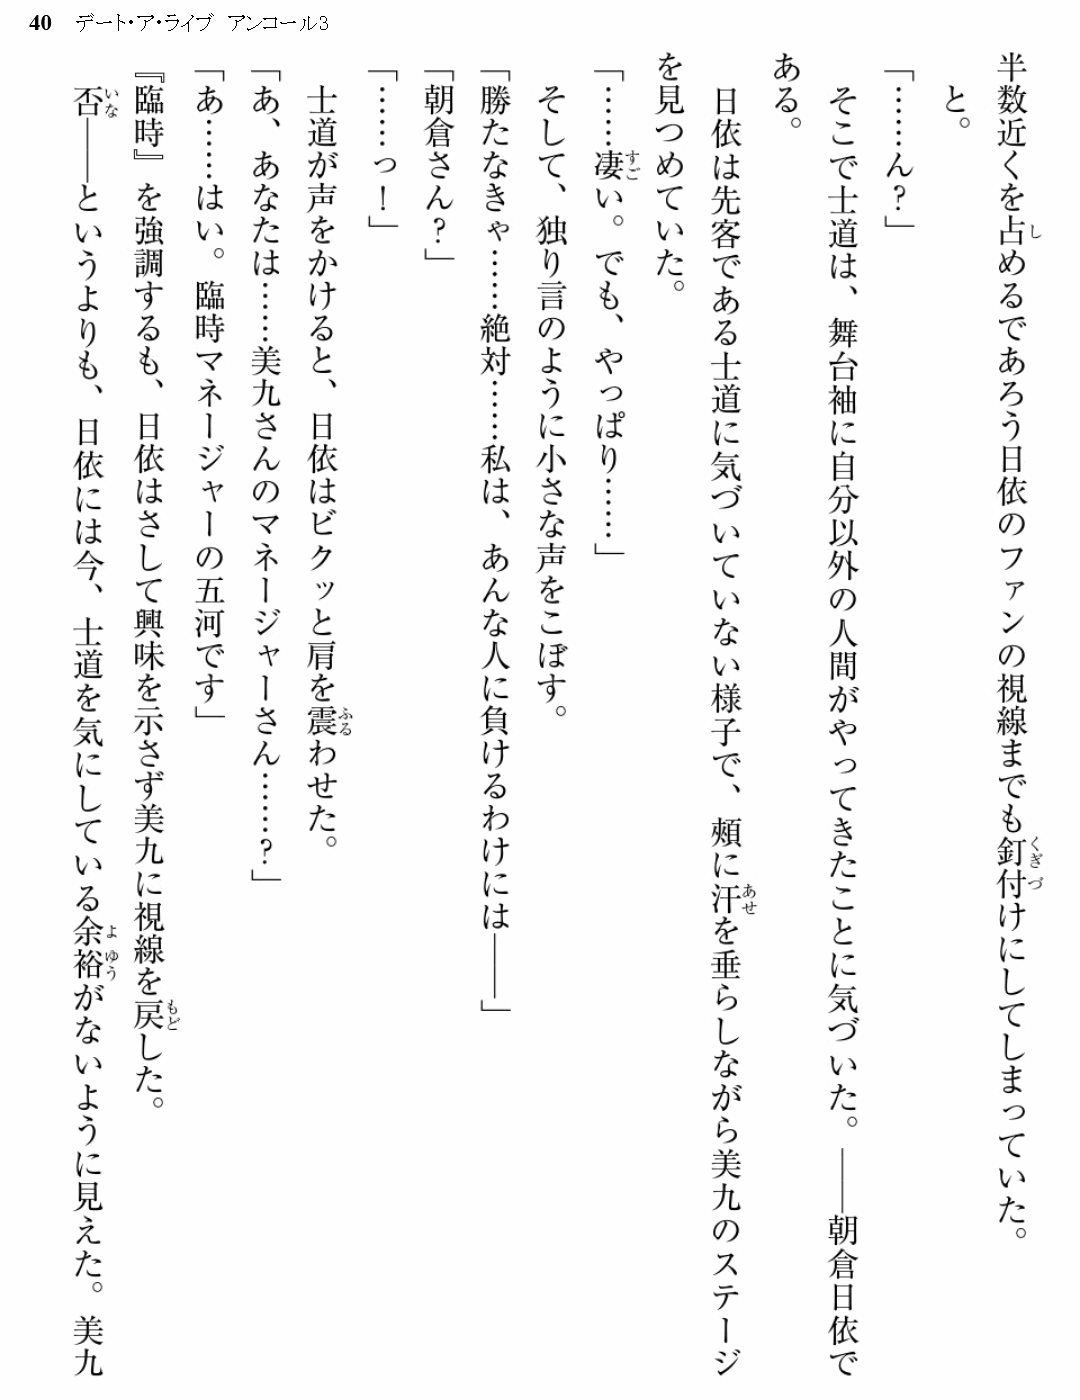 40 デート・ア・ライブ アンコール3
半数近くを占めるであろう日依のファンの視線までも釘付けにしてしまっていた。
と。
「……ん？」
そこで士道は、舞台袖に自分以外の人間がやってきたことに気づいた。――朝倉日依で
ある。
日依は先客である士道に気づいていない様子で、頰に汗を垂らしながら美九のステージ
を見つめていた。
「……凄い。でも、やっぱり……」
そして、独り言のように小さな声をこぼす。
「勝たなきゃ……絶対……私は、あんな人に負けるわけには――」
「朝倉さん？」
「……っ！」
士道が声をかけると、日依はビクッと肩を震わせた。
「あ、あなたは……美九さんのマネージャーさん……？」
「あ……はい。臨時マネージャーの五河です」
『臨時』を強調するも、日依はさして興味を示さず美九に視線を戻した。
否――というよりも、日依には今、士道を気にしている余裕がないように見えた。美九